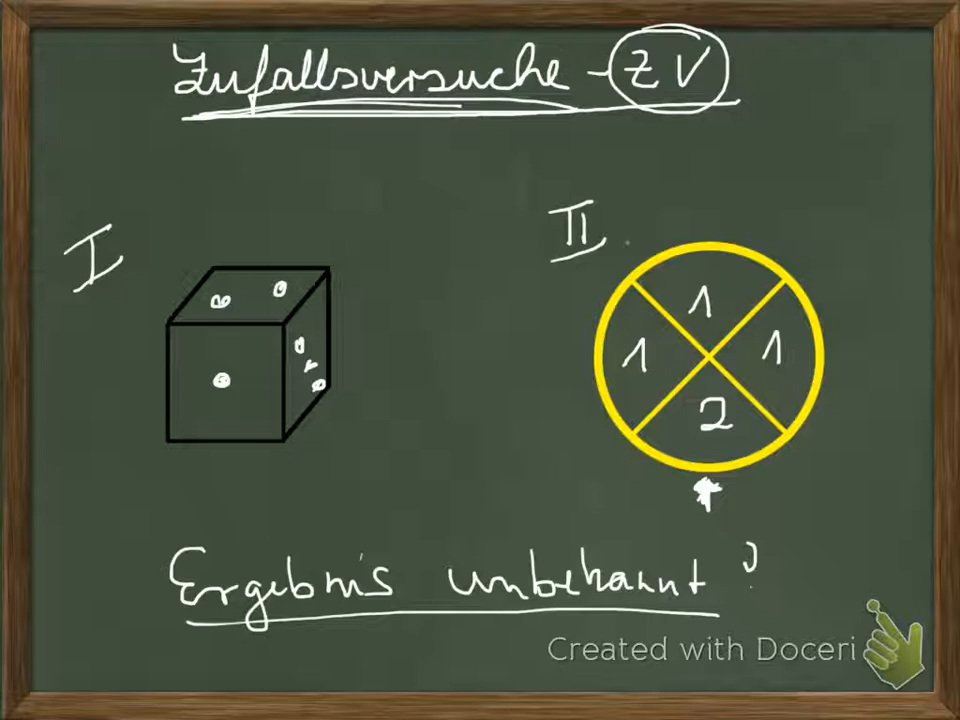 Zufallsversuche - ZV
I
II
1
1
1
2
Ergebnis unbekannt ?
Created with Doceri